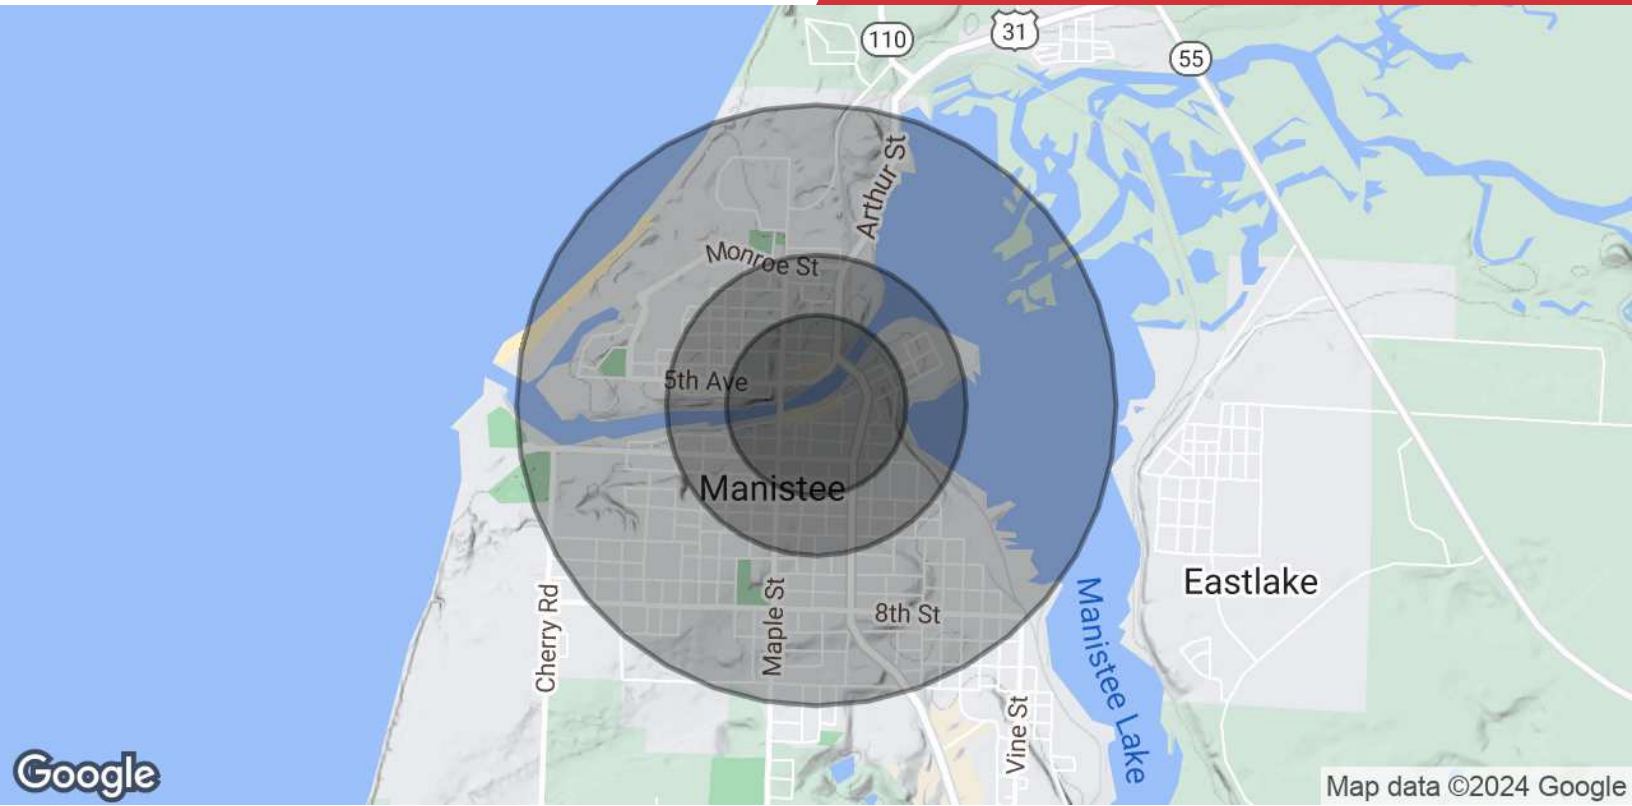 110
31
55
Arthur St
Monroe St
5th Ave
Manistee
Eastlake
Cherry Rd
Maple St
8th St
Manistee Lake
Vine St
Google
Map data ©2024 Google